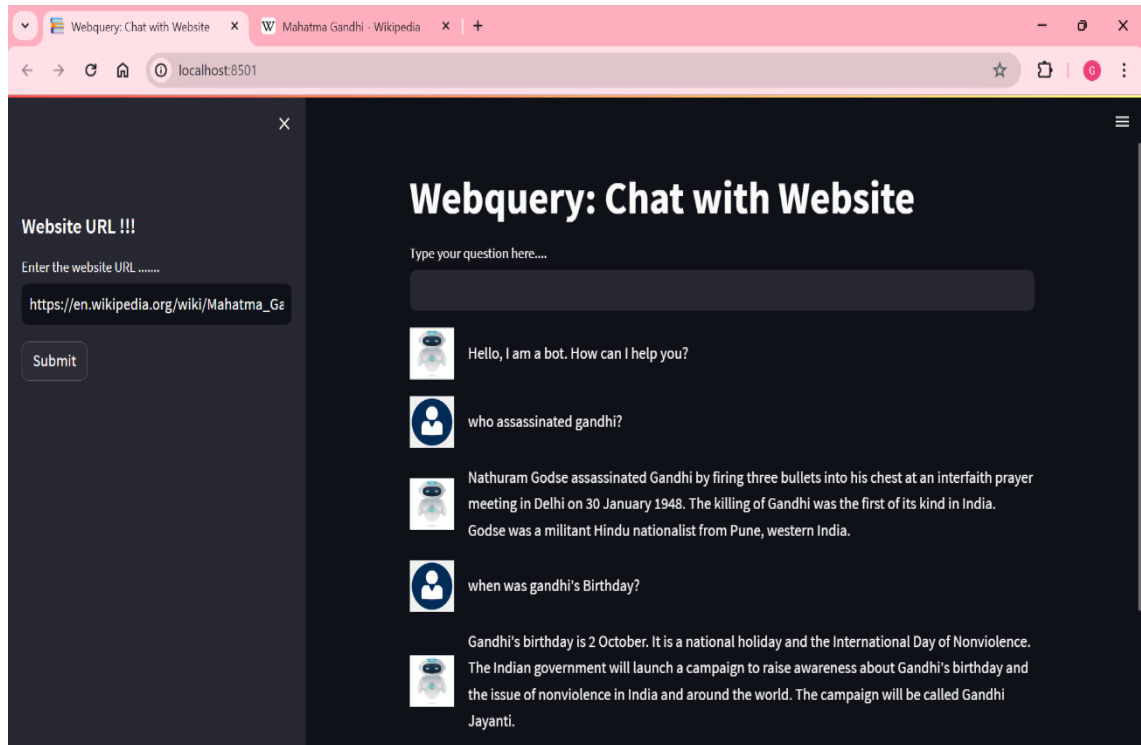 Webquery: Chat with Website
W Mahatma Gandhi - Wikipedia
localhost:8501
G
Website URL !!!
Enter the website URL .......
https://en.wikipedia.org/wiki/Mahatma_Ga
Submit
Webquery: Chat with Website
Type your question here....
Hello, I am a bot. How can I help you?
who assassinated gandhi?
Nathuram Godse assassinated Gandhi by firing three bullets into his chest at an interfaith prayer
meeting in Delhi on 30 January 1948. The killing of Gandhi was the first of its kind in India.
Godse was a militant Hindu nationalist from Pune, western India.
when was gandhi's Birthday?
Gandhi's birthday is 2 October. It is a national holiday and the International Day of Nonviolence.
The Indian government will launch a campaign to raise awareness about Gandhi's birthday and
the issue of nonviolence in India and around the world. The campaign will be called Gandhi
Jayanti.